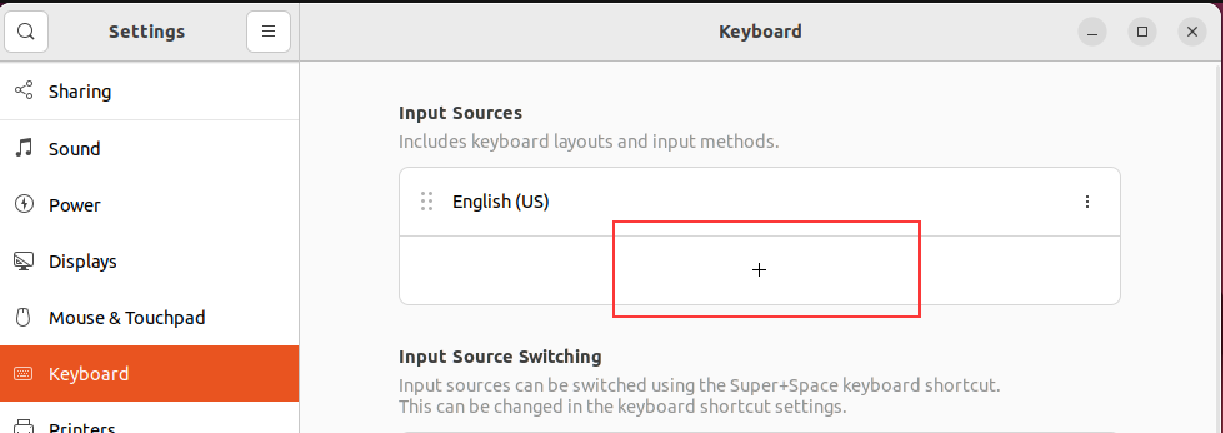 Settings
Keyboard
Sharing
Sound
Power
Displays
Mouse & Touchpad
Keyboard
Printers
Input Sources
Includes keyboard layouts and input methods.
English (US)
Input Source Switching
Input sources can be switched using the Super+Space keyboard shortcut.
This can be changed in the keyboard shortcut settings.